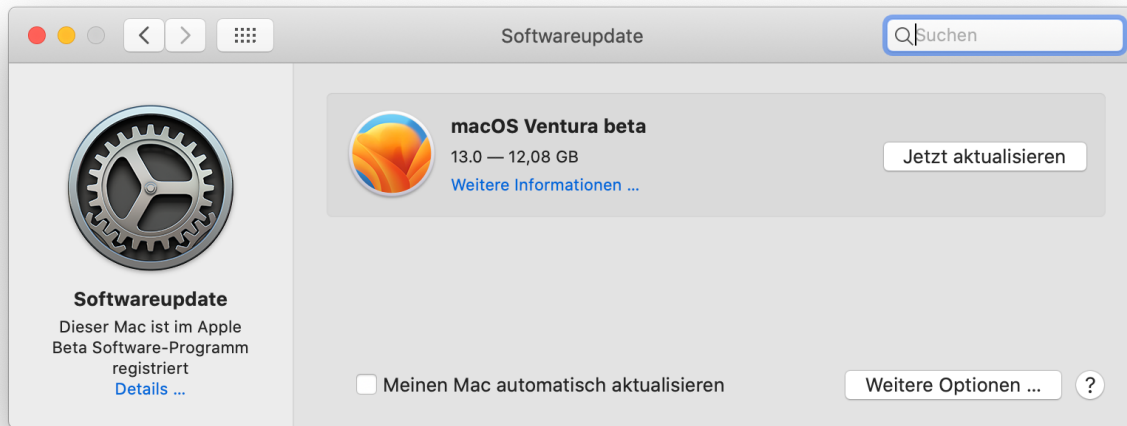 Softwareupdate
Suchen
macOS Ventura beta
13.0 — 12,08 GB
Weitere Informationen ...
Jetzt aktualisieren
Softwareupdate
Dieser Mac ist im Apple
Beta Software-Programm
registriert
Details ...
Meinen Mac automatisch aktualisieren
Weitere Optionen ...
?